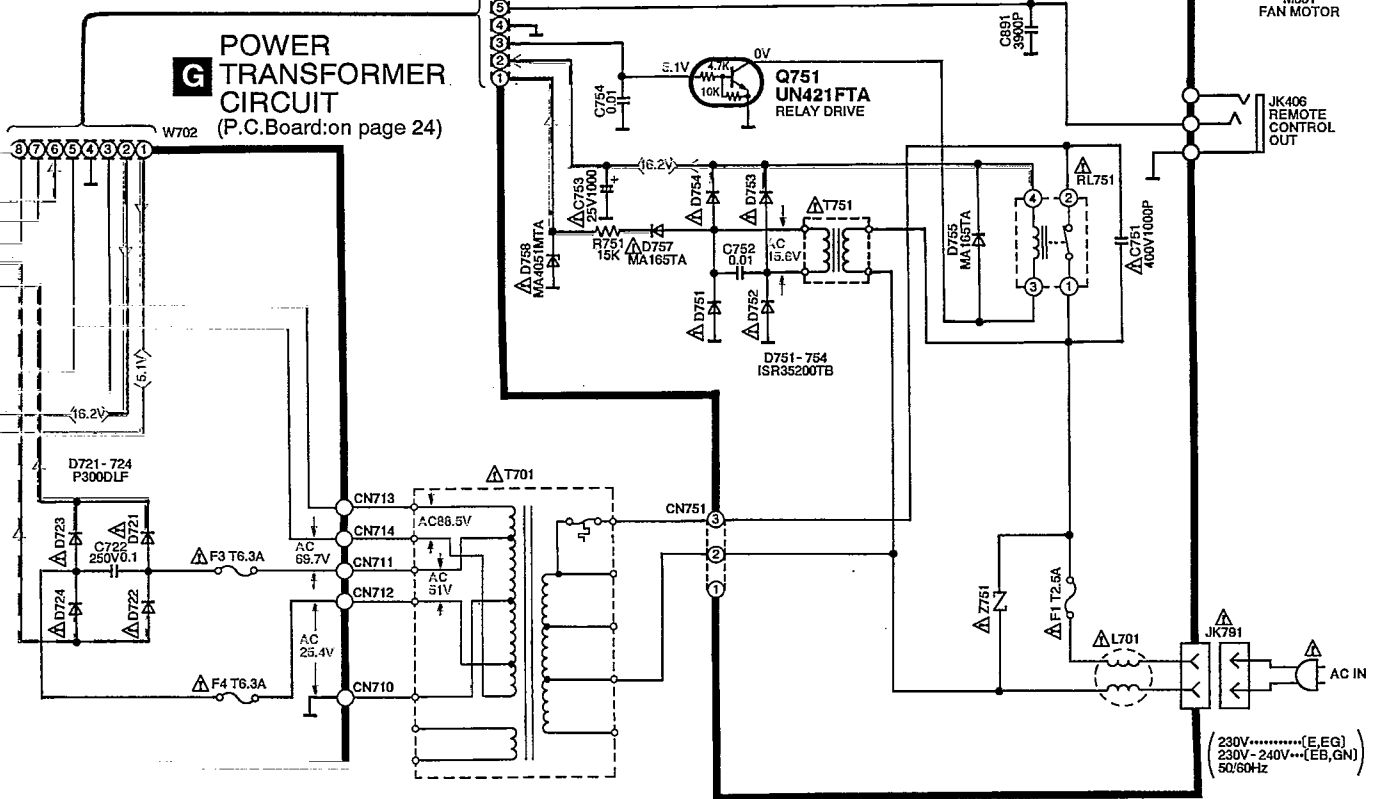 FAN MOTOR
5
4
3
2
1
C891
3900P
G
POWER
TRANSFORMER
CIRCUIT
(P.C.Board:on page 24)
W702
8 7 6 5 4 3 2 1
C754
0.01
5.1V
4.7K
10K
0V
Q751
UN421FTA
RELAY DRIVE
JK406
REMOTE
CONTROL
OUT
16.2V
C753
25V1000
+
D754
D753
T751
RL751
4
2
3
1
D758
MA4051MTA
R751
15K
D757
MA165TA
C752
0.01
AC
15.6V
D755
MA165TA
C751
400V1000P
D751
D752
D751-754
ISR35200TB
5.1V
16.2V
D721-724
P300DLF
T701
D723
D721
C722
250V0.1
D724
D722
F3 T6.3A
F4 T6.3A
CN713
CN714
CN711
CN712
CN710
AC
69.7V
AC
25.4V
AC88.5V
AC
51V
CN751
3
2
1
Z751
F1 T2.5A
L701
JK791
AC IN
230V···········[E,EG]
230V-240V···[EB,GN]
50/60Hz